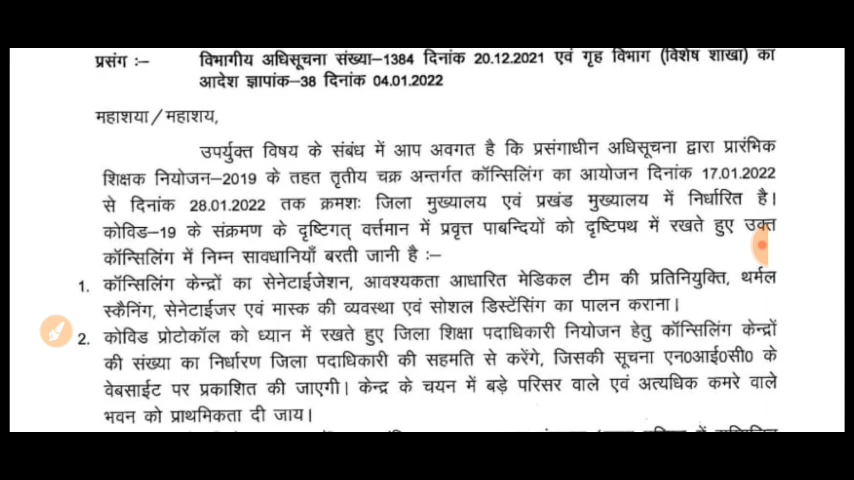 प्रसंग :– विभागीय अधिसूचना संख्या–1384 दिनांक 20.12.2021 एवं गृह विभाग (विशेष शाखा) का
आदेश ज्ञापांक–38 दिनांक 04.01.2022
महाशया/महाशय,
उपर्युक्त विषय के संबंध में आप अवगत है कि प्रसंगाधीन अधिसूचना द्वारा प्रारंभिक
शिक्षक नियोजन–2019 के तहत तृतीय चक्र अन्तर्गत कॉन्सिलिंग का आयोजन दिनांक 17.01.2022
से दिनांक 28.01.2022 तक क्रमशः जिला मुख्यालय एवं प्रखंड मुख्यालय में निर्धारित है।
कोविड–19 के संक्रमण के दृष्टिगत् वर्त्तमान में प्रवृत्त पाबन्दियों को दृष्टिपथ में रखते हुए उक्त
कॉन्सिलिंग में निम्न सावधानियाँ बरती जानी है :–
1. कॉन्सिलिंग केन्द्रों का सेनेटाईजेशन, आवश्यकता आधारित मेडिकल टीम की प्रतिनियुक्ति, थर्मल
स्कैनिंग, सेनेटाईजर एवं मास्क की व्यवस्था एवं सोशल डिस्टेंसिंग का पालन कराना।
2. कोविड प्रोटोकॉल को ध्यान में रखते हुए जिला शिक्षा पदाधिकारी नियोजन हेतु कॉन्सिलिंग केन्द्रों
की संख्या का निर्धारण जिला पदाधिकारी की सहमति से करेंगे, जिसकी सूचना एन0आई0सी0 के
वेबसाईट पर प्रकाशित की जाएगी। केन्द्र के चयन में बड़े परिसर वाले एवं अत्यधिक कमरे वाले
भवन को प्राथमिकता दी जाय।